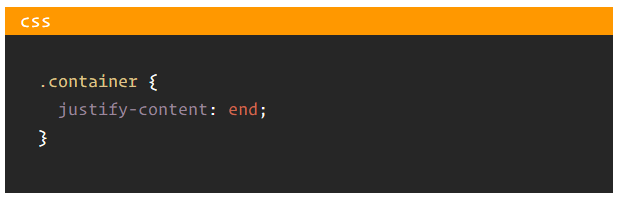 css
.container {
  justify-content: end;
}